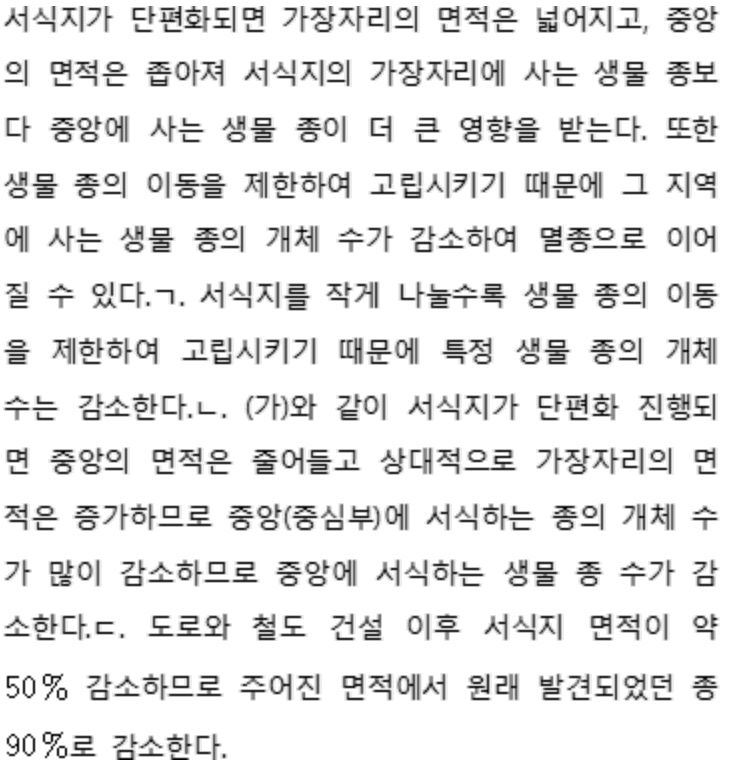 서식지가 단편화되면 가장자리의 면적은 넓어지고, 중앙
의 면적은 좁아져 서식지의 가장자리에 사는 생물 종보
다 중앙에 사는 생물 종이 더 큰 영향을 받는다. 또한
생물 종의 이동을 제한하여 고립시키기 때문에 그 지역
에 사는 생물 종의 개체 수가 감소하여 멸종으로 이어
질 수 있다.ㄱ. 서식지를 작게 나눌수록 생물 종의 이동
을 제한하여 고립시키기 때문에 특정 생물 종의 개체
수는 감소한다.ㄴ. (가)와 같이 서식지가 단편화 진행되
면 중앙의 면적은 줄어들고 상대적으로 가장자리의 면
적은 증가하므로 중앙(중심부)에 서식하는 종의 개체 수
가 많이 감소하므로 중앙에 서식하는 생물 종 수가 감
소한다.ㄷ. 도로와 철도 건설 이후 서식지 면적이 약
50% 감소하므로 주어진 면적에서 원래 발견되었던 종
90%로 감소한다.